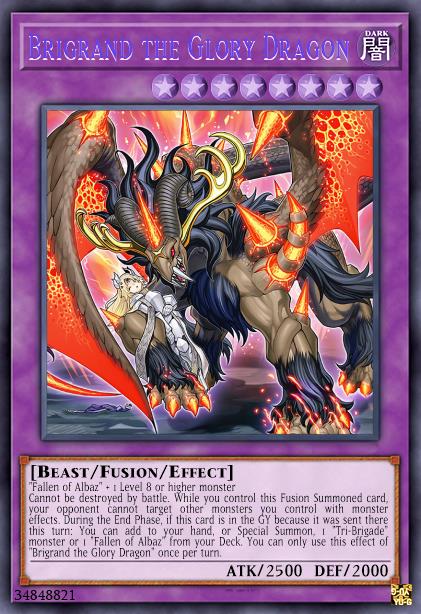 BRIGRAND THE GLORY DRAGON
DARK
闇
[BEAST/FUSION/EFFECT]
"Fallen of Albaz" + 1 Level 8 or higher monster
Cannot be destroyed by battle. While you control this Fusion Summoned card,
your opponent cannot target other monsters you control with monster
effects. During the End Phase, if this card is in the GY because it was sent there
this turn: You can add to your hand, or Special Summon, 1 "Tri-Brigade"
monster or 1 "Fallen of Albaz" from your Deck. You can only use this effect of
"Brigrand the Glory Dragon" once per turn.
ATK/2500 DEF/2000
34848821